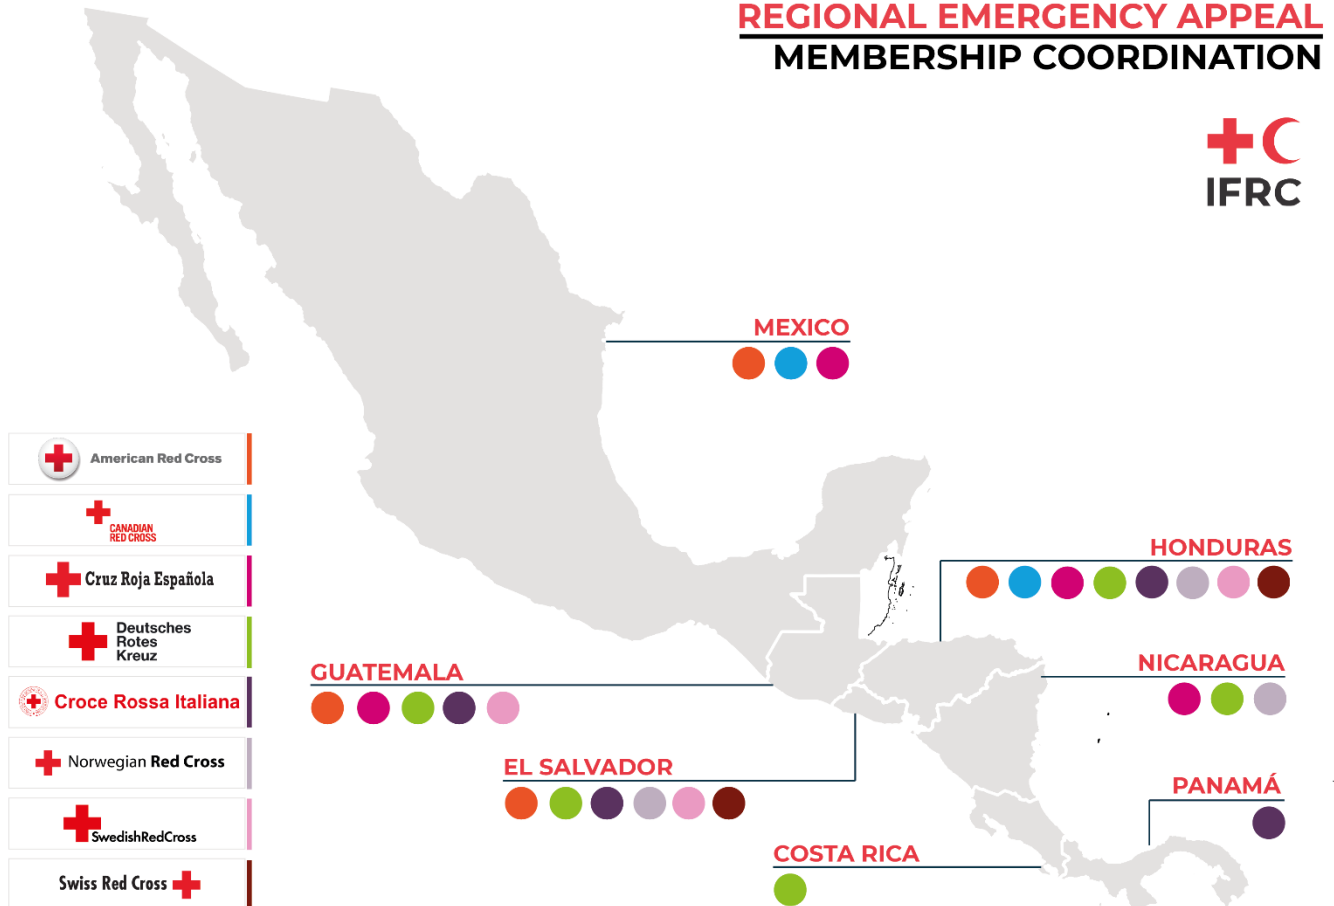 REGIONAL EMERGENCY APPEAL
MEMBERSHIP COORDINATION
IFRC
MEXICO
American Red Cross
CANADIAN
RED CROSS
Cruz Roja Española
Deutsches
Rotes
Kreuz
Croce Rossa Italiana
Norwegian Red Cross
SwedishRedCross
Swiss Red Cross
HONDURAS
GUATEMALA
NICARAGUA
EL SALVADOR
PANAMÁ
COSTA RICA